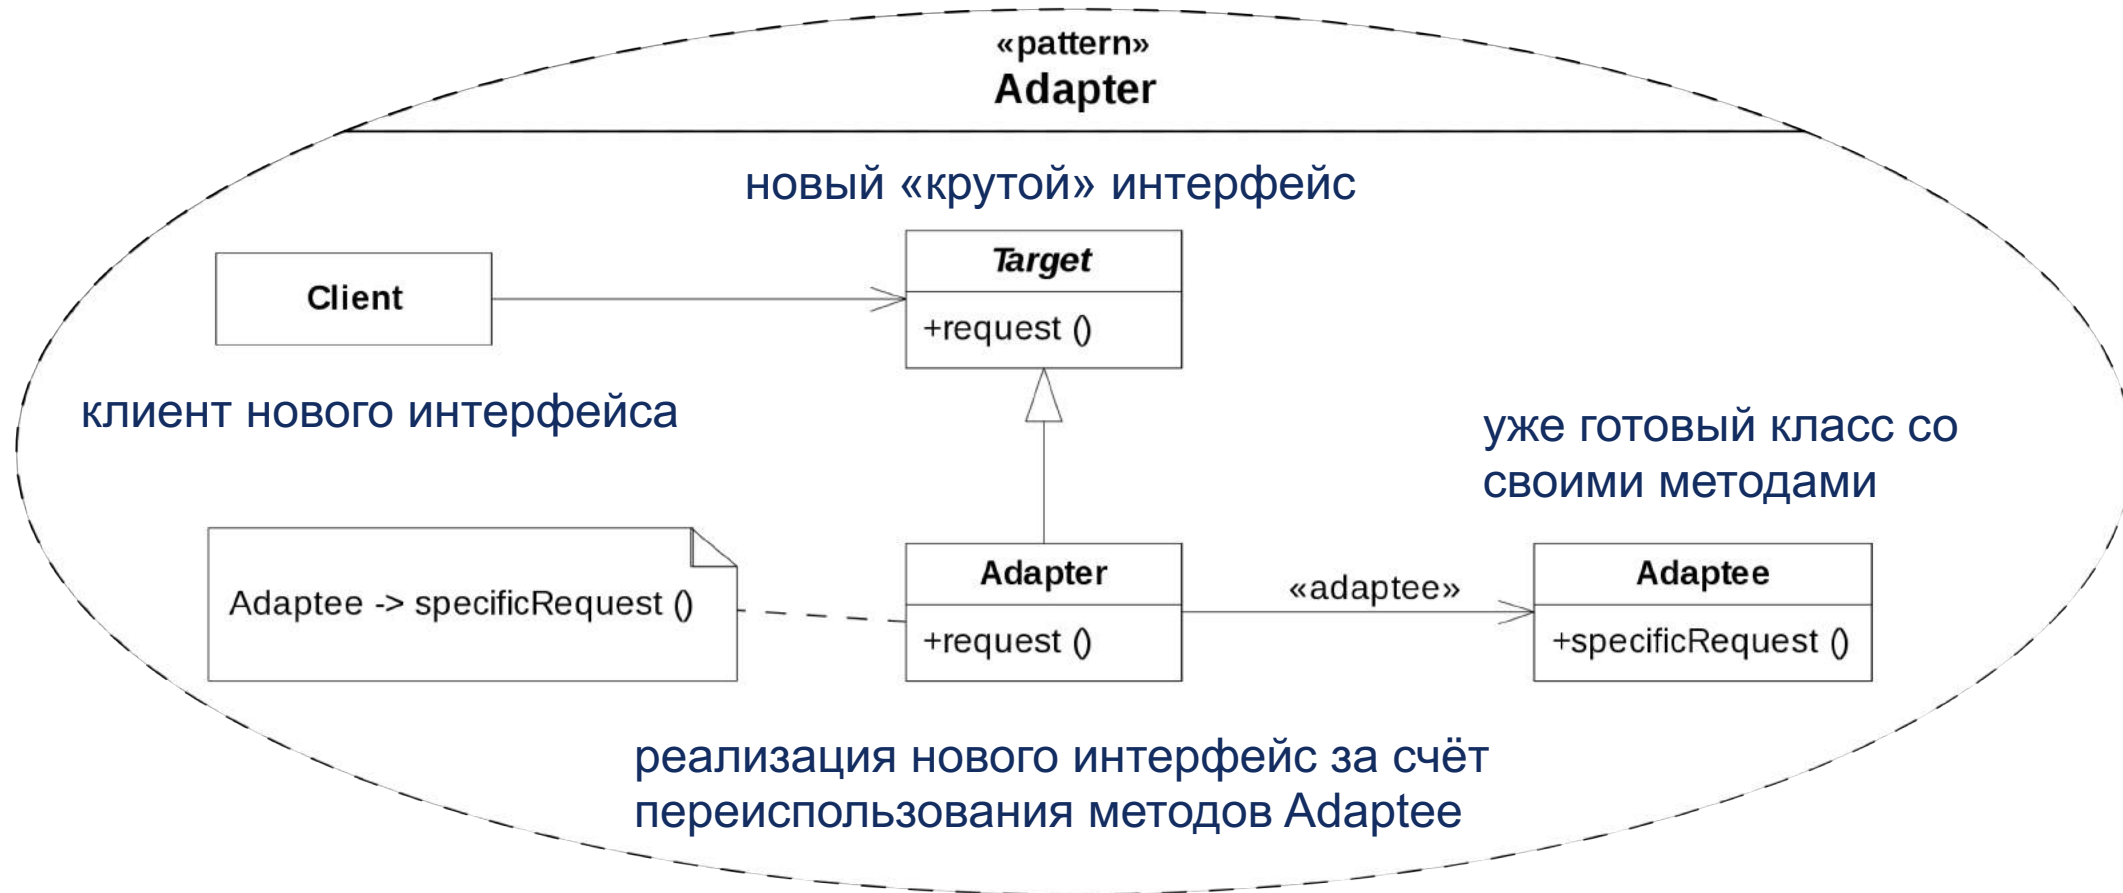 «pattern»
Adapter
новый «крутой» интерфейс
Client
Target
+request ()
клиент нового интерфейса
уже готовый класс со
своими методами
Adaptee -> specificRequest ()
Adapter
+request ()
«adaptee»
Adaptee
+specificRequest ()
реализация нового интерфейс за счёт
переиспользования методов Adaptee